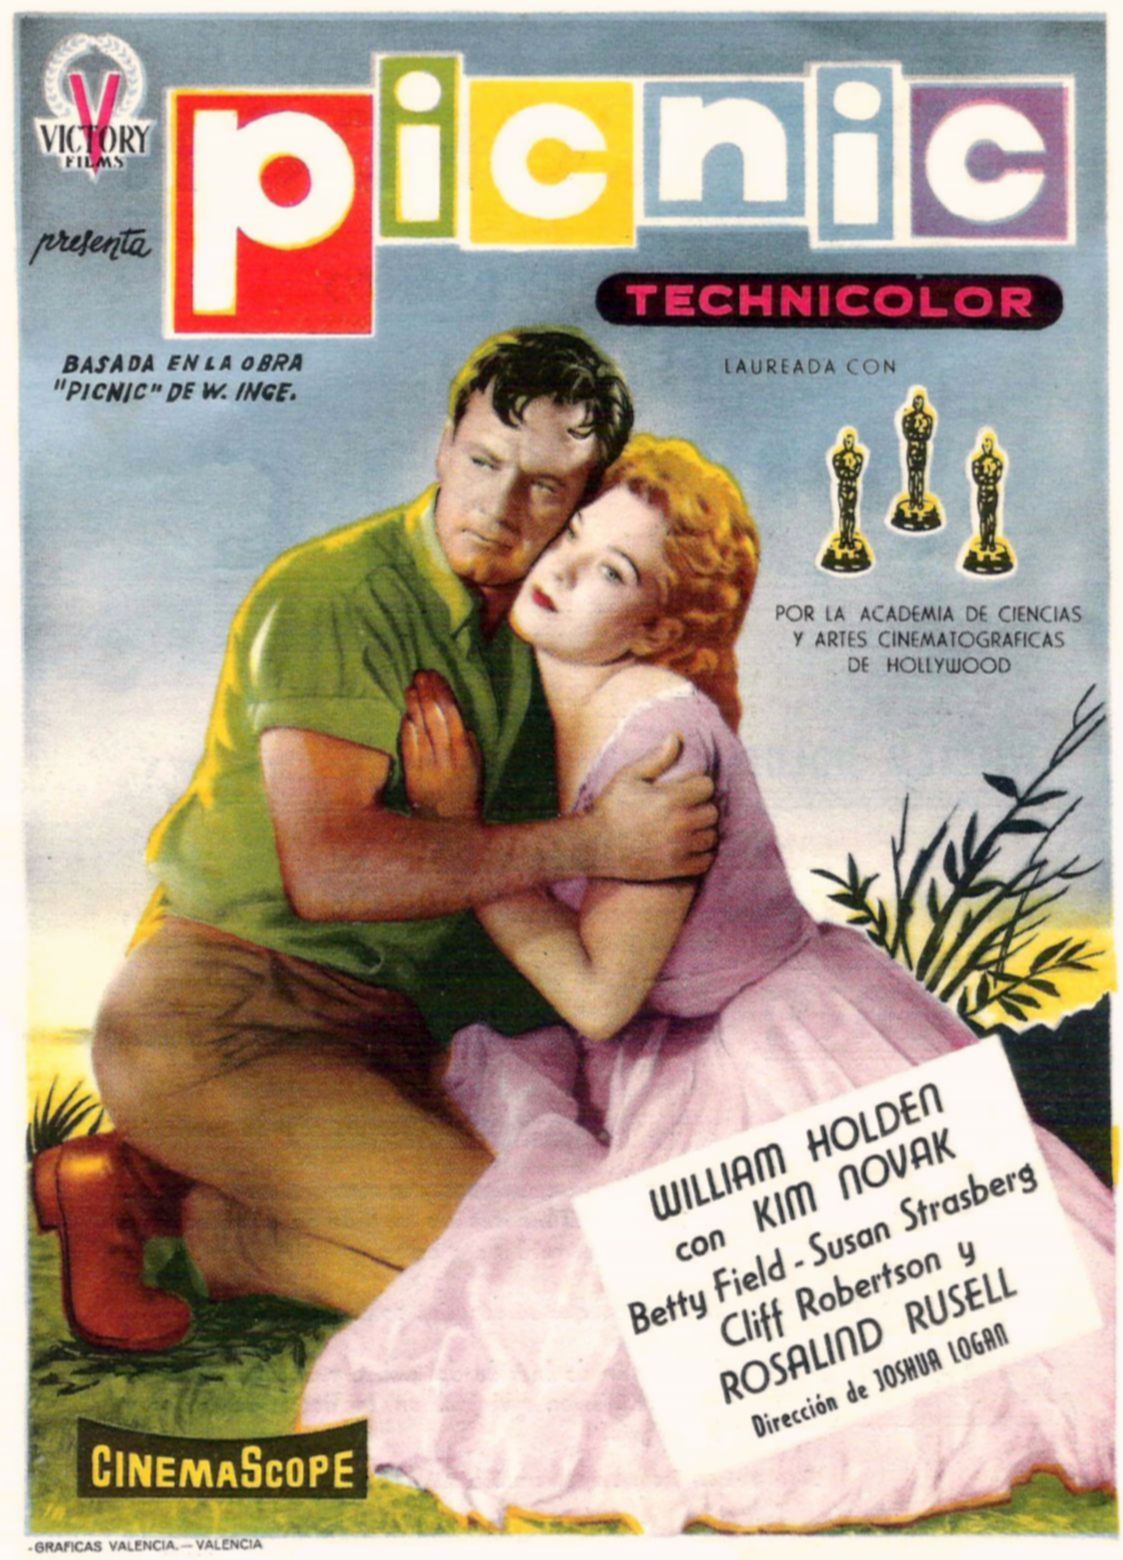 VICTORY
FILMS
presenta
picnic
TECHNICOLOR
BASADA EN LA OBRA
"PICNIC" DE W. INGE.
LAUREADA CON
POR LA ACADEMIA DE CIENCIAS
Y ARTES CINEMATOGRAFICAS
DE HOLLYWOOD
WILLIAM HOLDEN
con KIM NOVAK
Betty Field - Susan Strasberg
Cliff Robertson y
ROSALIND RUSELL
Dirección de JOSHUA LOGAN
CINEMASCOPE
-GRAFICAS VALENCIA.—VALENCIA